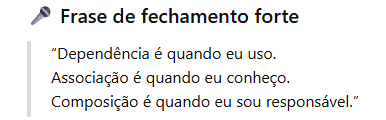 🎤 Frase de fechamento forte
“Dependência é quando eu uso.
Associação é quando eu conheço.
Composição é quando eu sou responsável.”